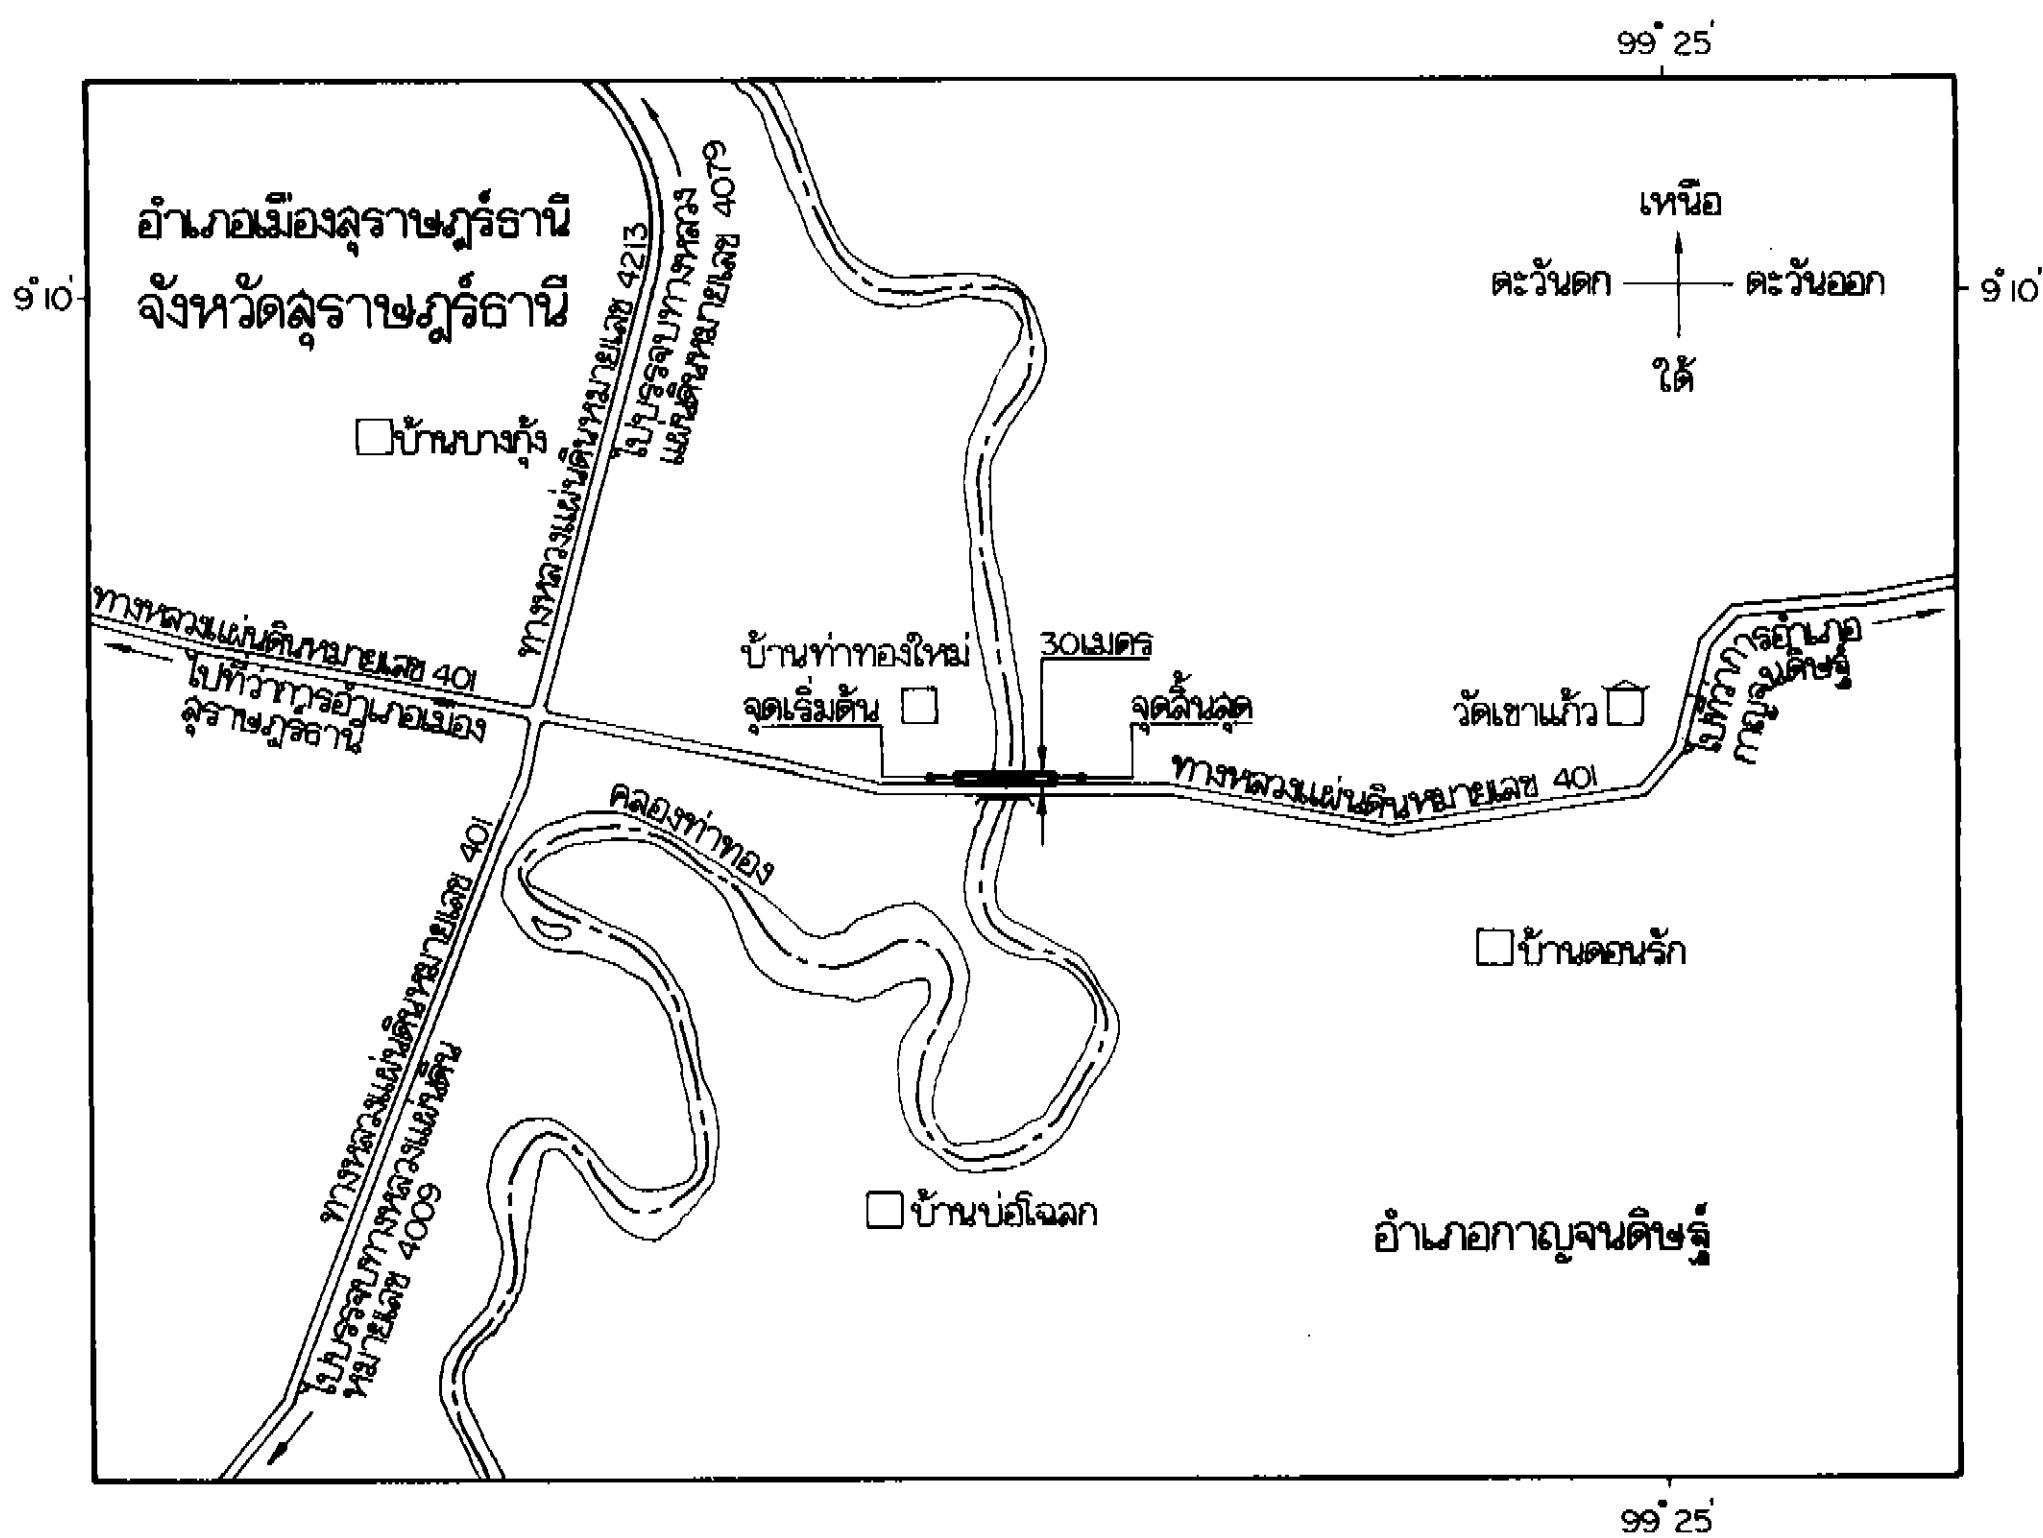 99° 25'
อำเภอเมืองสุราษฎร์ธานี
จังหวัดสุราษฎร์ธานี
9° 10'
9° 10'
เหนือ
ตะวันตก
ตะวันออก
ใต้
ทางหลวงแผ่นดินหมายเลข 4213
ไปบรรจบทางหลวง
แผ่นดินหมายเลข 4079
บ้านบางกุ้ง
ทางหลวงแผ่นดินหมายเลข 401
ไปที่ว่าการอำเภอเมือง
สุราษฎร์ธานี
บ้านท่าทองใหม่
30เมตร
จุดเริ่มต้น
จุดสิ้นสุด
วัดเขาแก้ว
ไปที่ว่าการอำเภอ
กาญจนดิษฐ์
ทางหลวงแผ่นดินหมายเลข 401
คลองท่าทอง
ทางหลวงแผ่นดินหมายเลข 401
ไปบรรจบทางหลวงแผ่นดิน
หมายเลข 4009
บ้านดอนรัก
บ้านบ่อโฉลก
อำเภอกาญจนดิษฐ์
99° 25'